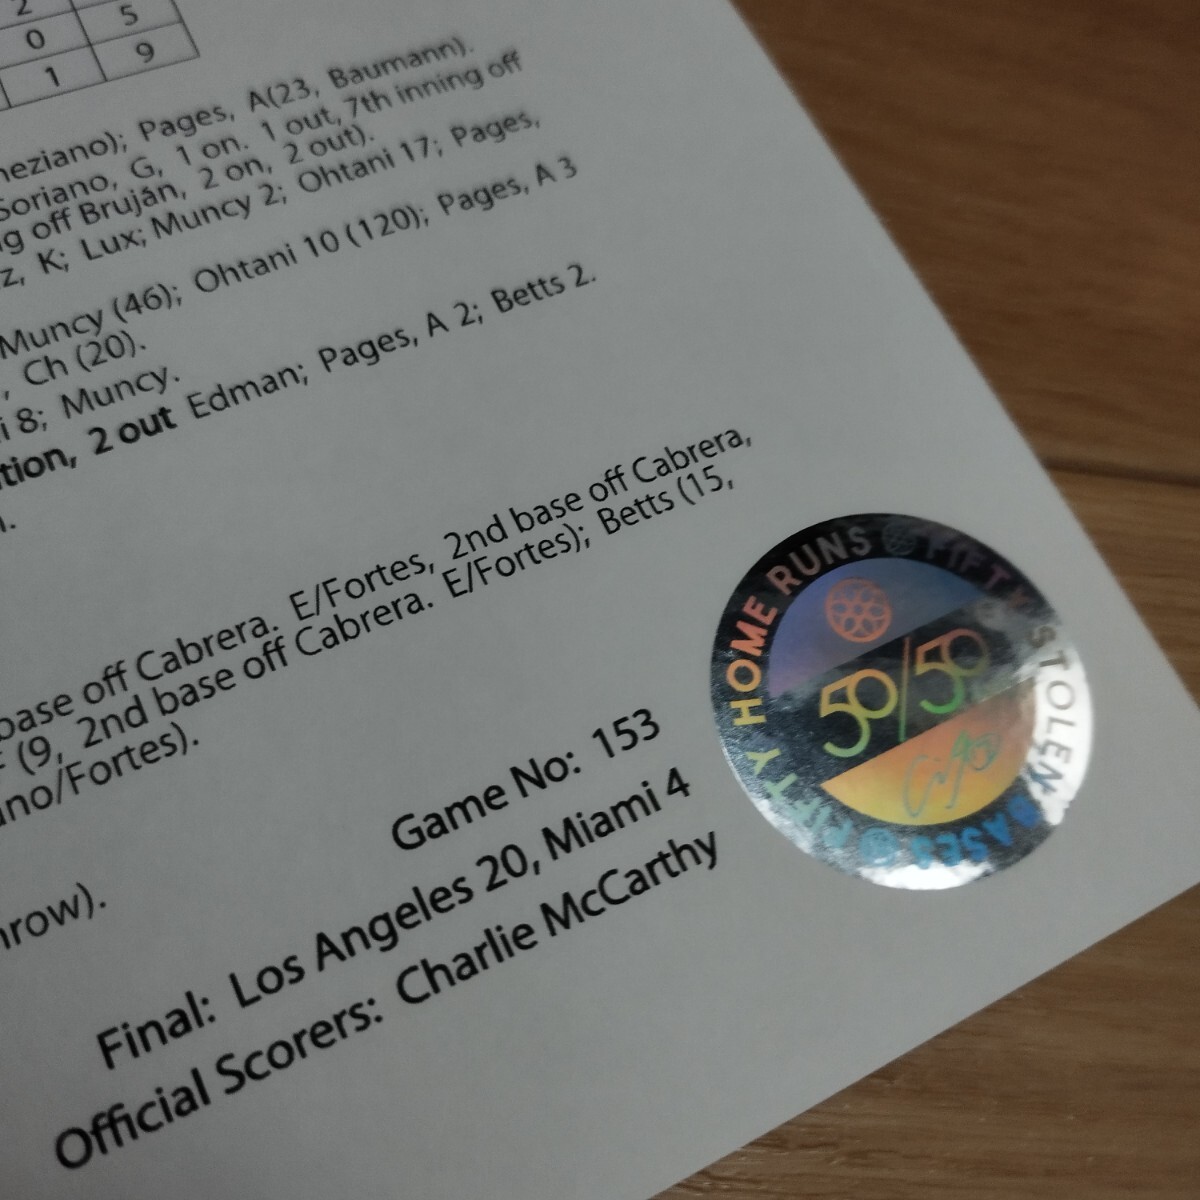 2
0 5
1 9
neziano); Pages, A(23, Baumann).
Soriano, G, 1 on. 1 out, 7th inning off
g off Bruján, 2 on, 2 out).
z, K; Lux; Muncy 2; Ohtani 17; Pages,
Muncy (46); Ohtani 10 (120); Pages, A 3
, Ch (20).
i 8; Muncy.
tion, 2 out Edman; Pages, A 2; Betts 2.
base off Cabrera. E/Fortes, 2nd base off Cabrera,
(9, 2nd base off Cabrera. E/Fortes); Betts (15,
ano/Fortes).
hrow).
Game No: 153
Final: Los Angeles 20, Miami 4
Official Scorers: Charlie McCarthy
FIFTY HOME RUNS FIFTY STOLEN BASES
50/50